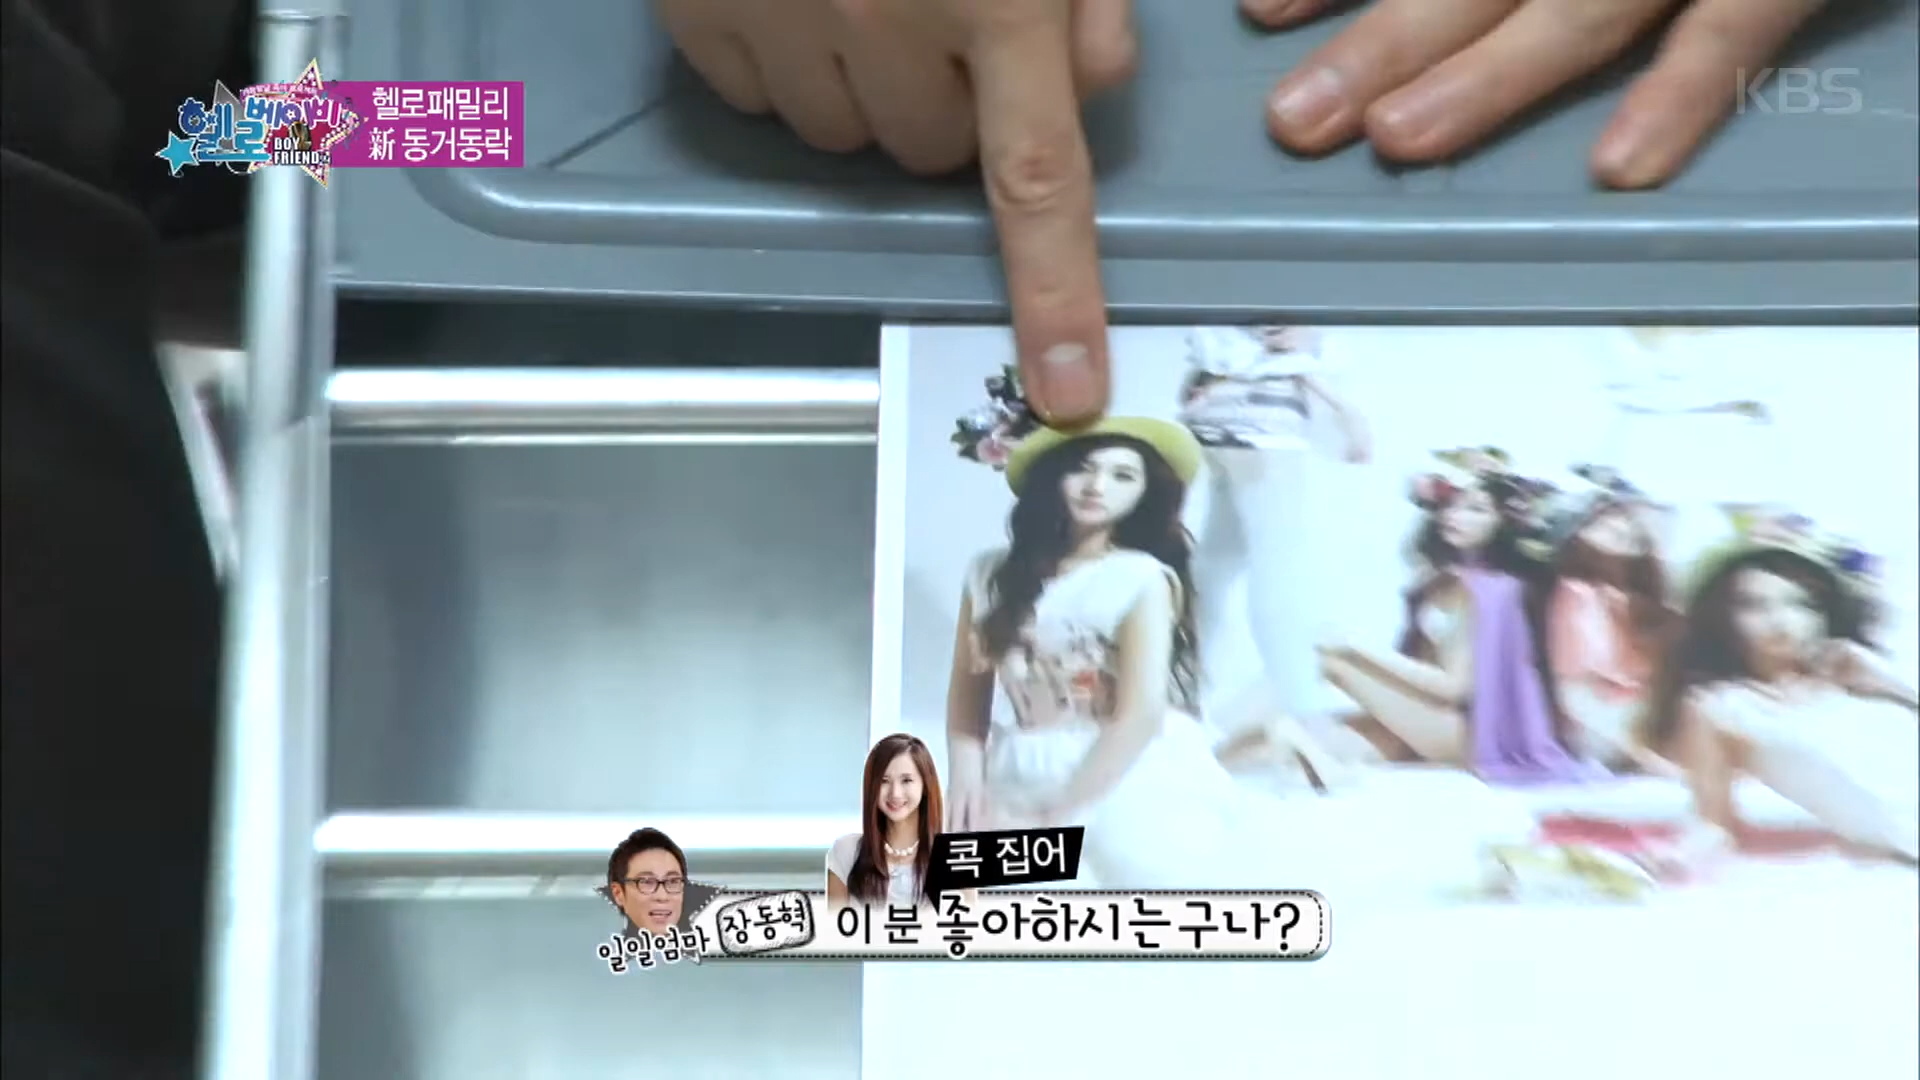 헬로베이비
BOY FRIEND
헬로패밀리
新 동거동락
KBS
콕 집어
일일엄마 장동혁 이 분 좋아하시는구나?